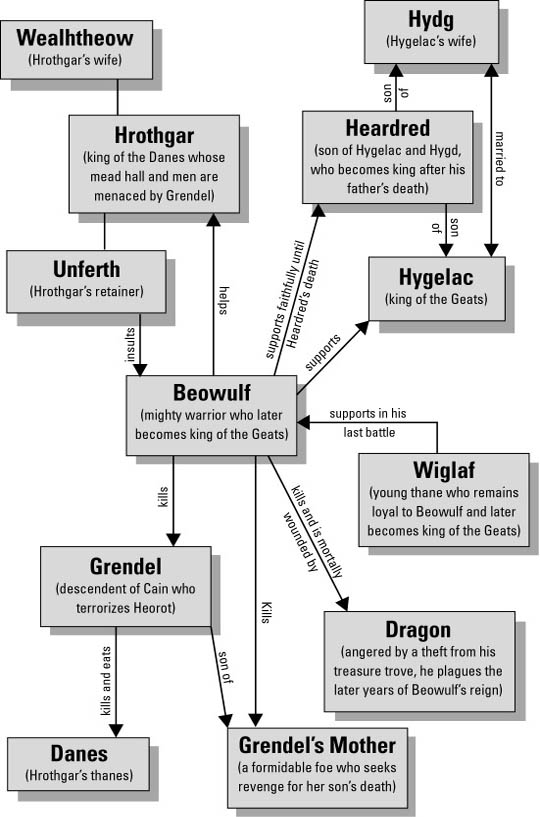 Wealhtheow
(Hrothgar's wife)
Hydg
(Hygelac's wife)
Hrothgar
(king of the Danes whose
mead hall and men are
menaced by Grendel)
son
of
Heardred
(son of Hygelac and Hygd,
who becomes king after his
father's death)
married to
Unferth
(Hrothgar's retainer)
son
of
Hygelac
(king of the Geats)
insults
helps
supports faithfully until
Heardred's death
supports
Beowulf
(mighty warrior who later
becomes king of the Geats)
supports in his
last battle
Wiglaf
(young thane who remains
loyal to Beowulf and later
becomes king of the Geats)
kills
Kills
kills and is mortally
wounded by
Grendel
(descendent of Cain who
terrorizes Heorot)
Dragon
(angered by a theft from his
treasure trove, he plagues the
later years of Beowulf's reign)
kills and eats
son of
Danes
(Hrothgar's thanes)
Grendel's Mother
(a formidable foe who seeks
revenge for her son's death)